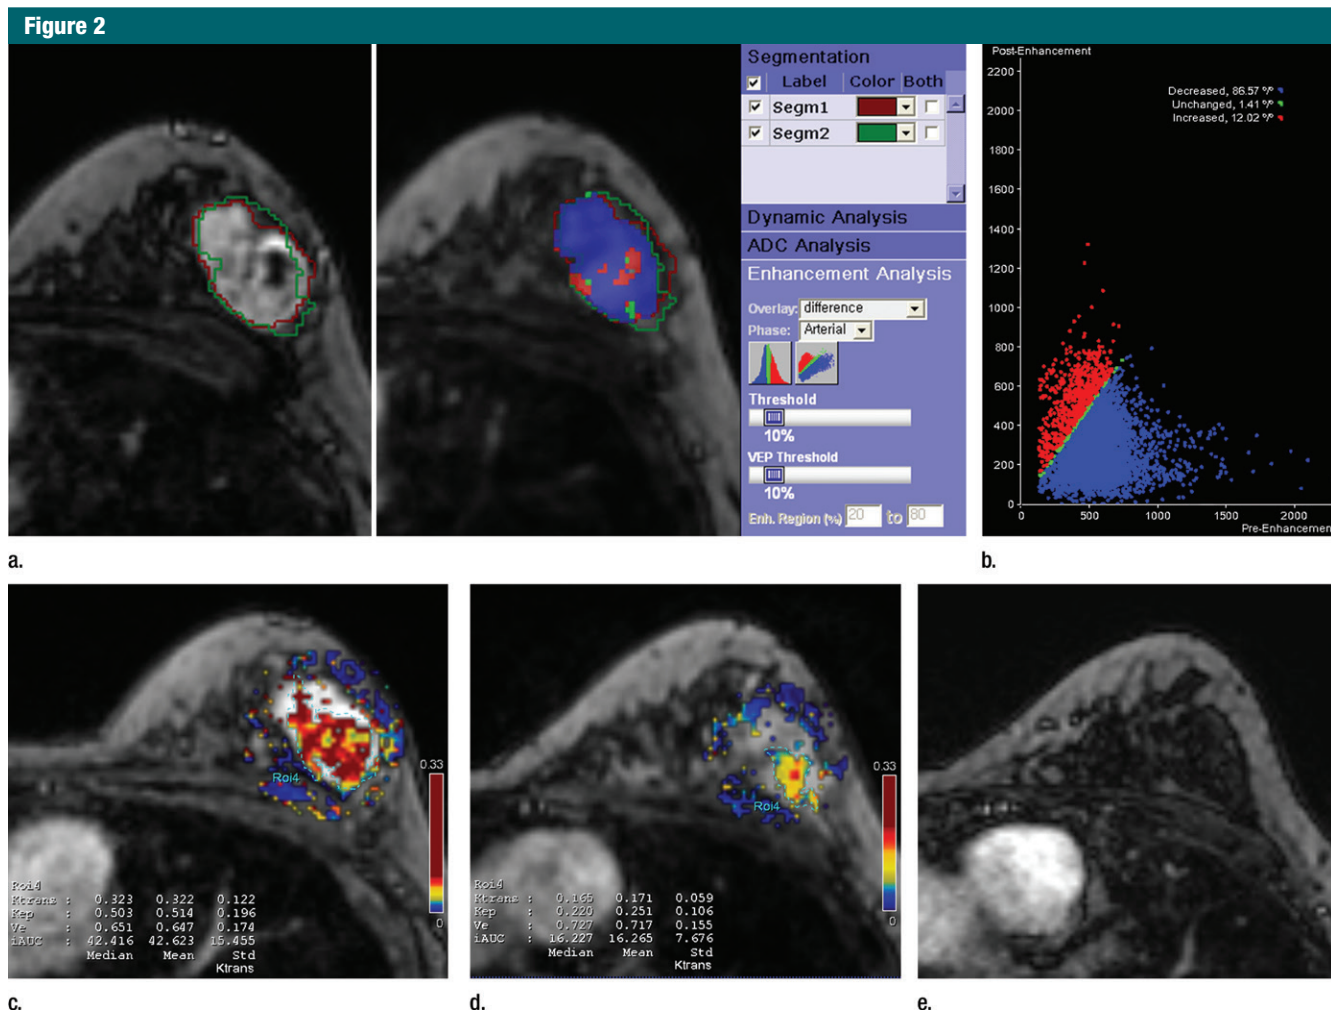 Figure 2
Segmentation
Label Color Both
Segm1
Segm2
Dynamic Analysis
ADC Analysis
Enhancement Analysis
Overlay: difference
Phase: Arterial
Threshold
10%
VEP Threshold
10%
Enh. Region (%) 20 to 80
a.
Post-Enhancement
Decreased, 86.57 %
Unchanged, 1.41 %
Increased, 12.02 %
2200
2000
1800
1600
1400
1200
1000
800
600
400
200
0
0 500 1000 1500 2000
Pre-Enhancement
b.
Roi4
0.33
0
Roi4
Ktrans : 0.323 0.322 0.122
Kep : 0.503 0.514 0.196
Ve : 0.651 0.647 0.174
iAUC : 42.416 42.623 15.455
Median Mean Std
Ktrans
c.
Roi4
0.33
0
Roi4
Ktrans : 0.165 0.171 0.059
Kep : 0.220 0.251 0.106
Ve : 0.727 0.717 0.155
iAUC : 16.227 16.265 7.676
Median Mean Std
Ktrans
d.
e.